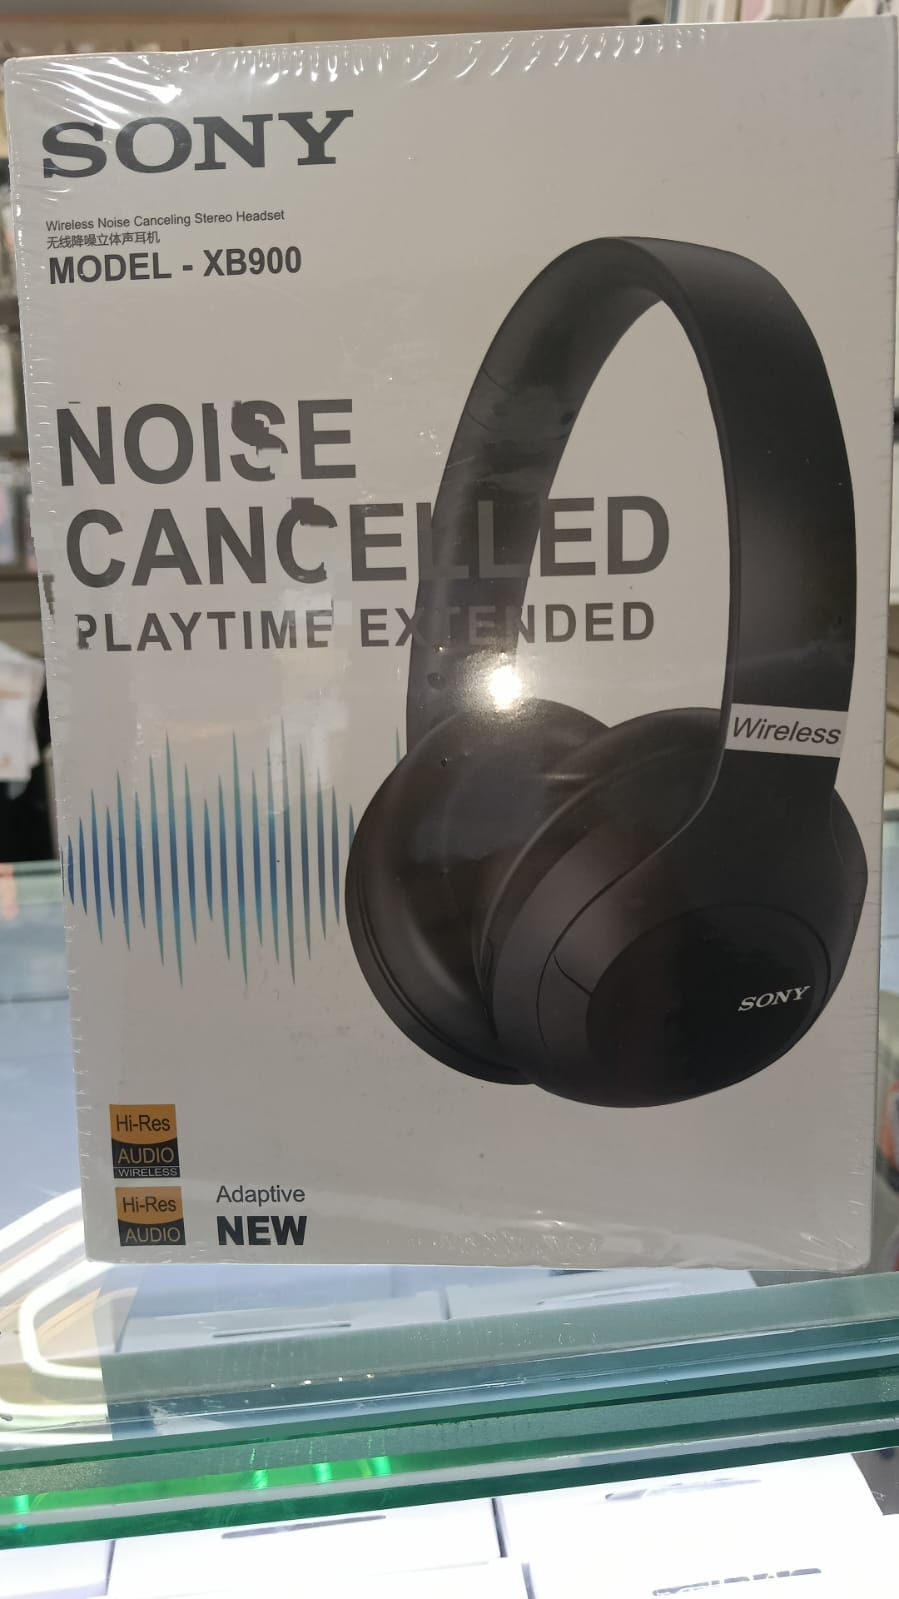 SONY
Wireless Noise Canceling Stereo Headset
无线降噪立体声耳机
MODEL - XB900
NOISE
CANCELLED
PLAYTIME EXTENDED
Wireless
SONY
Hi-Res
AUDIO
WIRELESS
Hi-Res
AUDIO
Adaptive
NEW